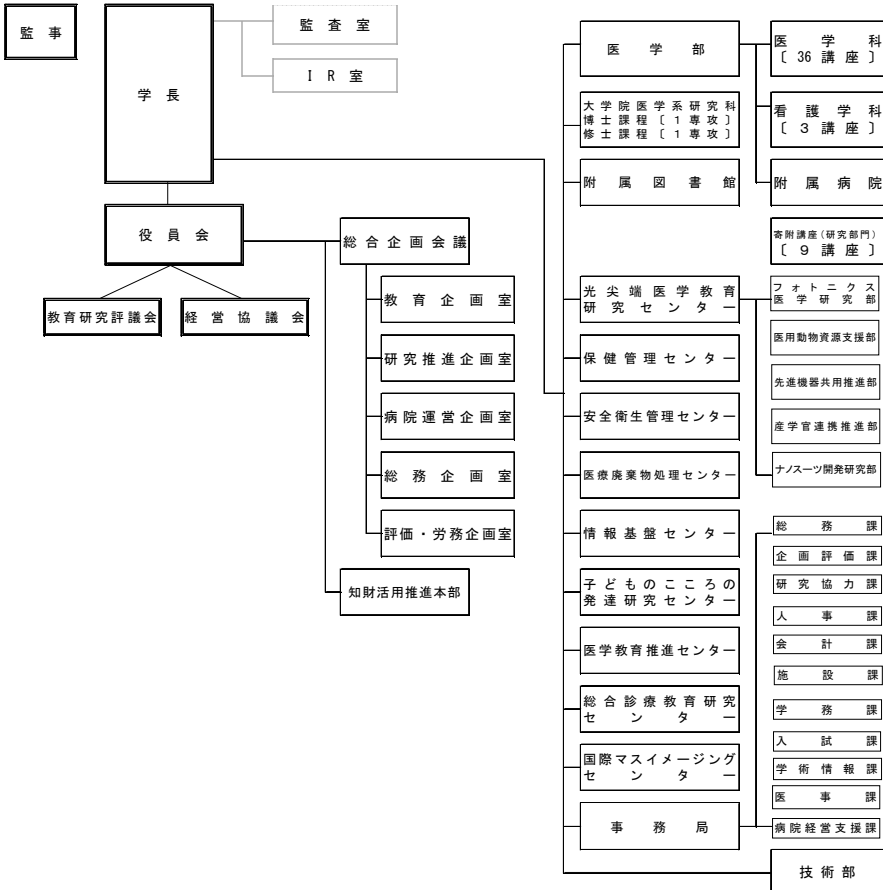 監事
学長
監査室
ＩＲ室
役員会
教育研究評議会
経営協議会
総合企画会議
教育企画室
研究推進企画室
病院運営企画室
総務企画室
評価・労務企画室
知財活用推進本部
医学部
大学院医学系研究科
博士課程〔１専攻〕
修士課程〔１専攻〕
附属図書館
光尖端医学教育
研究センター
保健管理センター
安全衛生管理センター
医療廃棄物処理センター
情報基盤センター
子どものこころの
発達研究センター
医学教育推進センター
総合診療教育研究
センター
国際マスイメージング
センター
事務局
医学科
〔36講座〕
看護学科
〔３講座〕
附属病院
寄附講座(研究部門)
〔９講座〕
フォトニクス
医学研究部
医用動物資源支援部
先進機器共用推進部
産学官連携推進部
ナノスーツ開発研究部
総務課
企画評価課
研究協力課
人事課
会計課
施設課
学務課
入試課
学術情報課
医事課
病院経営支援課
技術部